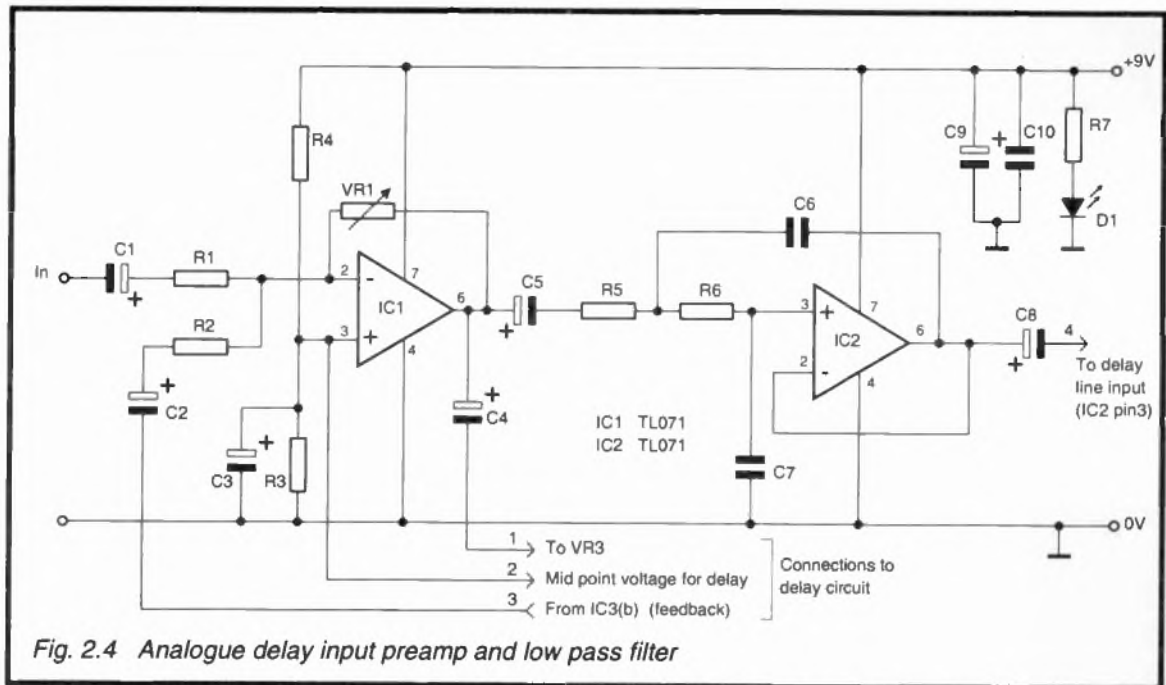 +9V
R4
C9
+
C10
R7
VR1
C6
D1
C1
In
R1
+
2
-
7
IC1
6
C5
R5
R6
3
+
7
IC2
6
C8
4
R2
3
+
4
+
2
-
4
+
To delay
line input
(IC2 pin3)
+
C2
+
C4
IC1 TL071
IC2 TL071
+
C3
R3
C7
0V
1
To VR3
2
Mid point voltage for delay
3
From IC3(b) (feedback)
Connections to
delay circuit
Fig. 2.4 Analogue delay input preamp and low pass filter